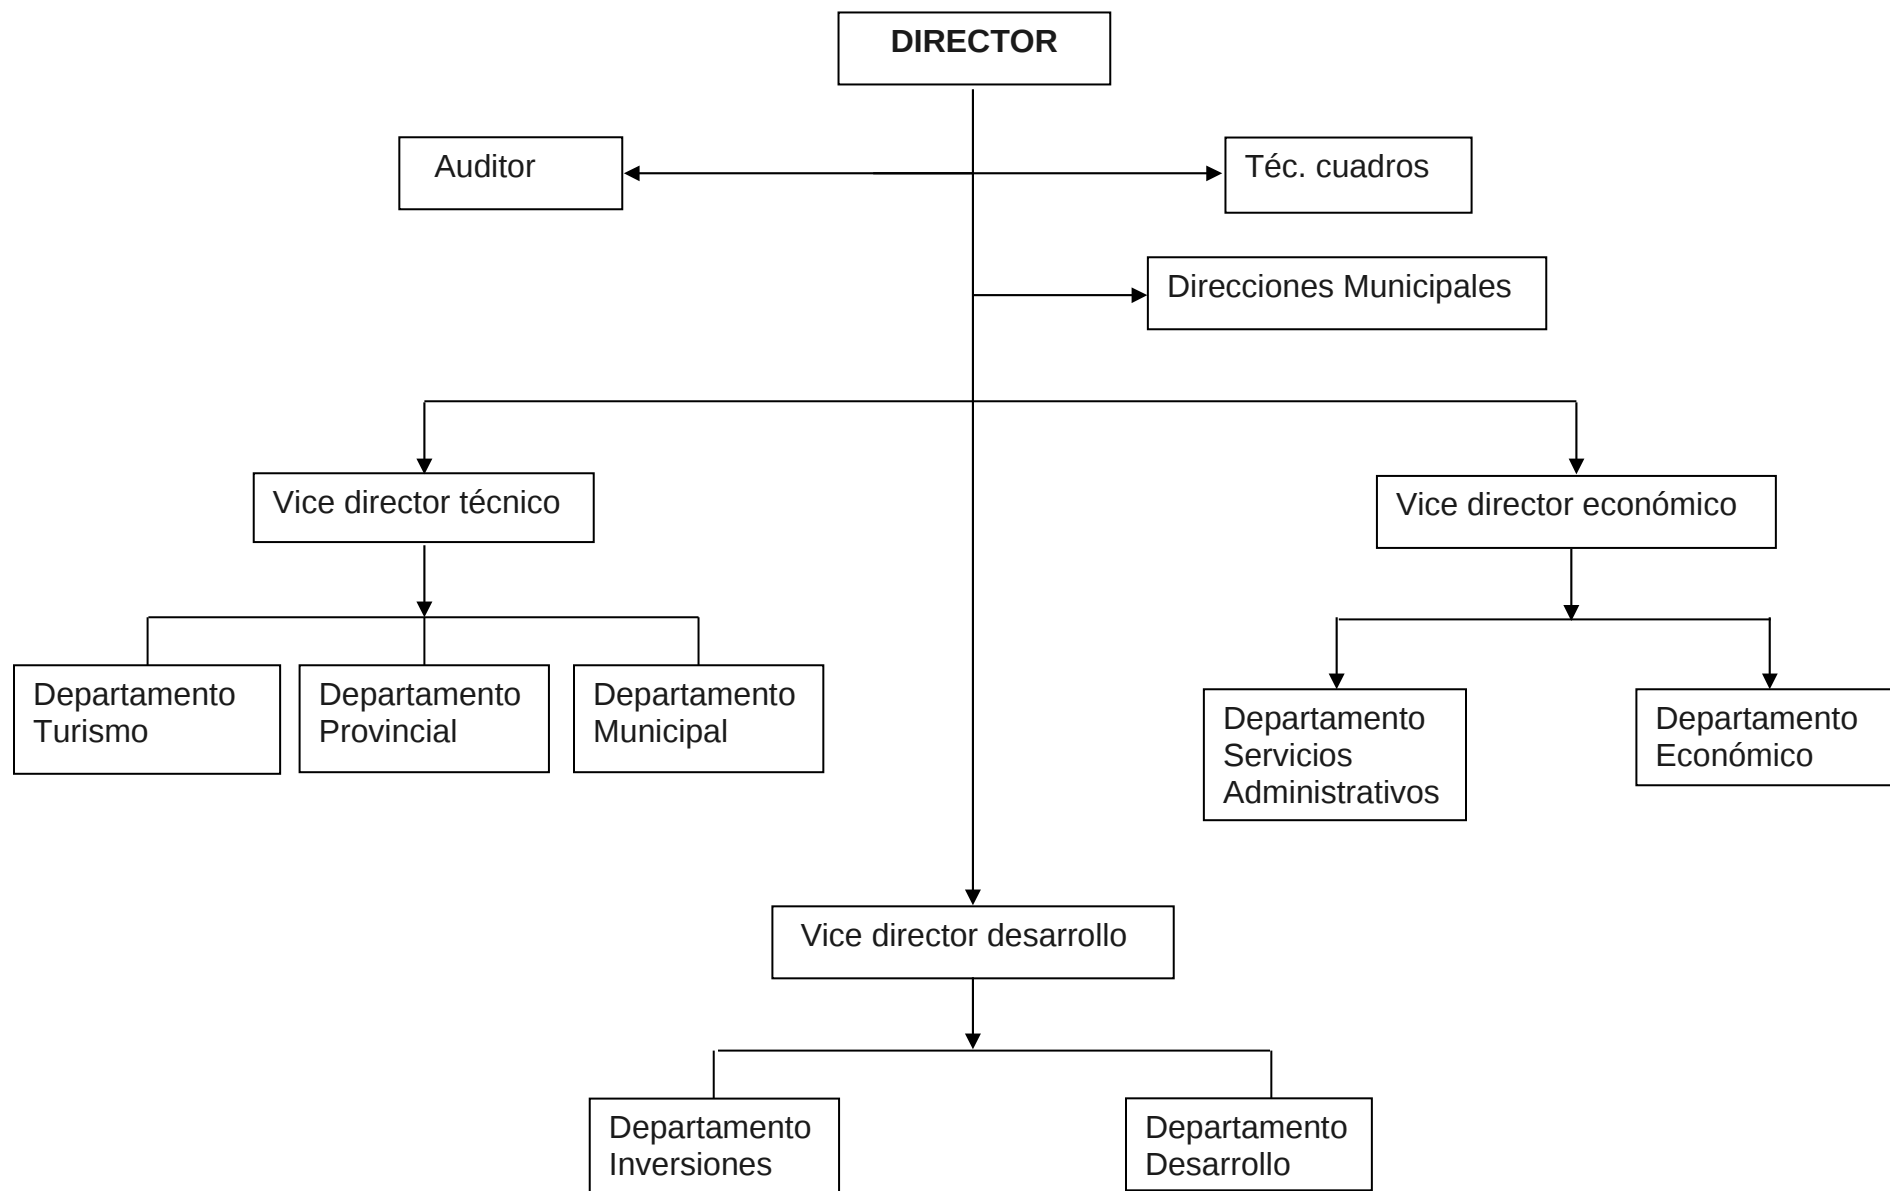 DIRECTOR
Auditor
Téc. cuadros
Direcciones Municipales
Vice director técnico
Vice director económico
Departamento
Turismo
Departamento
Provincial
Departamento
Municipal
Departamento
Servicios
Administrativos
Departamento
Económico
Vice director desarrollo
Departamento
Inversiones
Departamento
Desarrollo